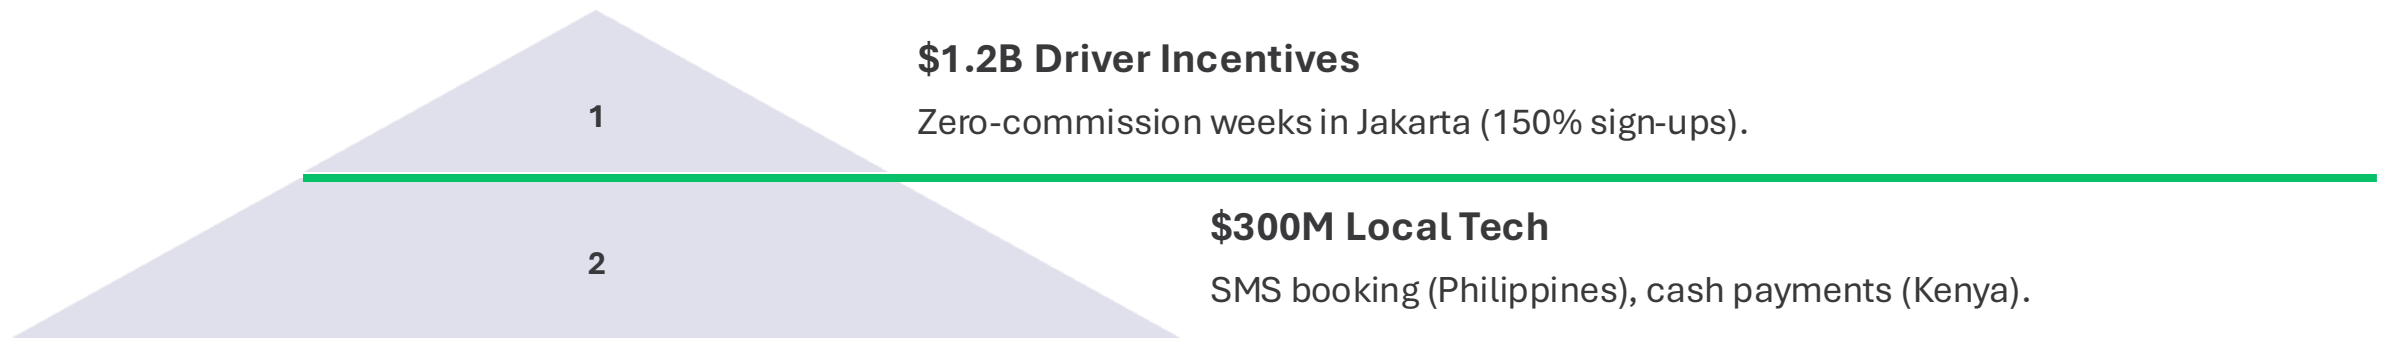 1
$1.2B Driver Incentives
Zero-commission weeks in Jakarta (150% sign-ups).
2
$300M Local Tech
SMS booking (Philippines), cash payments (Kenya).